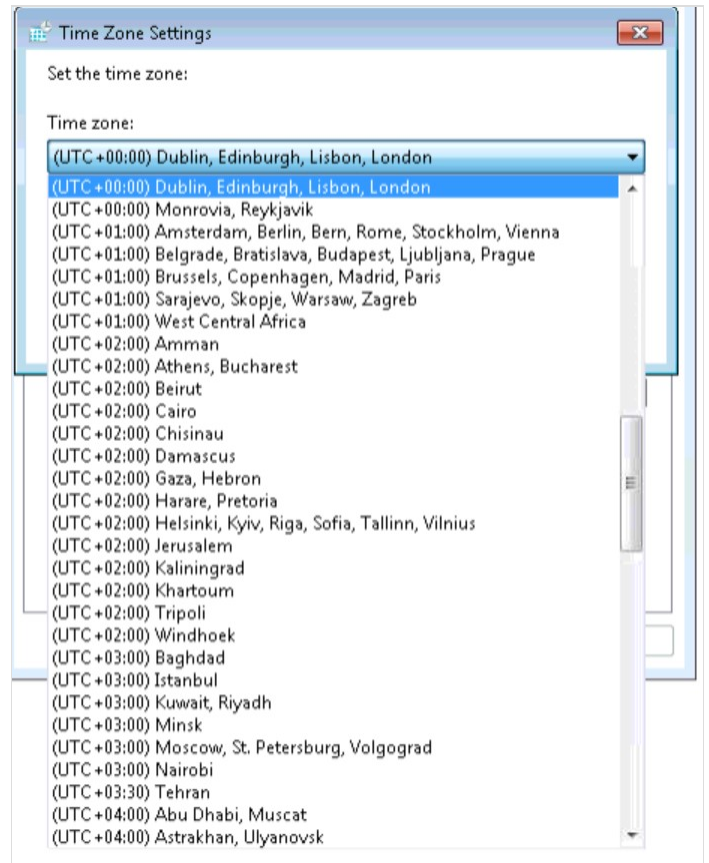 Time Zone Settings
Set the time zone:
Time zone:
(UTC+00:00) Dublin, Edinburgh, Lisbon, London
(UTC+00:00) Dublin, Edinburgh, Lisbon, London
(UTC+00:00) Monrovia, Reykjavik
(UTC+01:00) Amsterdam, Berlin, Bern, Rome, Stockholm, Vienna
(UTC+01:00) Belgrade, Bratislava, Budapest, Ljubljana, Prague
(UTC+01:00) Brussels, Copenhagen, Madrid, Paris
(UTC+01:00) Sarajevo, Skopje, Warsaw, Zagreb
(UTC+01:00) West Central Africa
(UTC+02:00) Amman
(UTC+02:00) Athens, Bucharest
(UTC+02:00) Beirut
(UTC+02:00) Cairo
(UTC+02:00) Chisinau
(UTC+02:00) Damascus
(UTC+02:00) Gaza, Hebron
(UTC+02:00) Harare, Pretoria
(UTC+02:00) Helsinki, Kyiv, Riga, Sofia, Tallinn, Vilnius
(UTC+02:00) Jerusalem
(UTC+02:00) Kaliningrad
(UTC+02:00) Khartoum
(UTC+02:00) Tripoli
(UTC+02:00) Windhoek
(UTC+03:00) Baghdad
(UTC+03:00) Istanbul
(UTC+03:00) Kuwait, Riyadh
(UTC+03:00) Minsk
(UTC+03:00) Moscow, St. Petersburg, Volgograd
(UTC+03:00) Nairobi
(UTC+03:30) Tehran
(UTC+04:00) Abu Dhabi, Muscat
(UTC+04:00) Astrakhan, Ulyanovsk